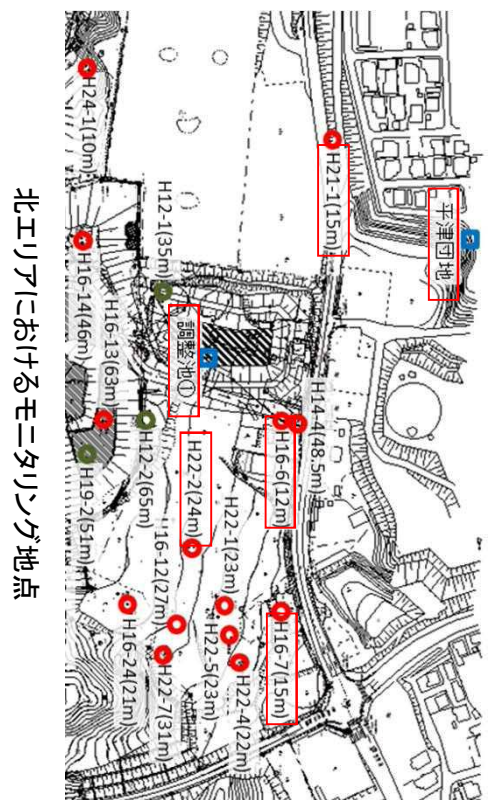 平津団地
H21-1(15m)
H24-1(10m)
H12-1(35m)
調整池①
H16-14(46m)
H16-13(63m)
H14-4(48.5m)
H16-6(12m)
H22-2(24m)
H12-2(65m)
H19-2(51m)
H22-1(23m)
H16-12(27m)
H16-7(15m)
H22-4(22m)
H22-5(23m)
H22-7(31m)
H16-24(21m)
北エリアにおけるモニタリング地点